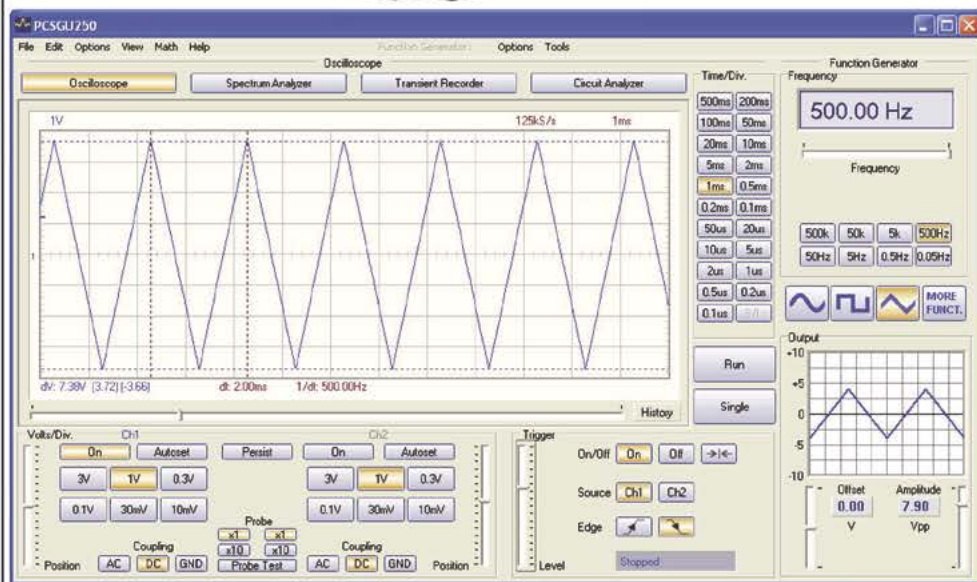 PCSGU250
File Edit Options View Math Help Function Generator: Options Tools
Oscilloscope
Oscilloscope Spectrum Analyzer Transient Recorder Circuit Analyzer
1V 125kS/s 1ms
1
dV: 7.38V (3.72) [-3.66] dt: 2.00ms 1/dt: 500.00Hz
History
Time/Div.
500ms 200ms
100ms 50ms
20ms 10ms
5ms 2ms
1ms 0.5ms
0.2ms 0.1ms
50us 20us
10us 5us
2us 1us
0.5us 0.2us
0.1us
Run
Single
Function Generator
Frequency
500.00 Hz
Frequency
500k 50k 5k 500Hz
50Hz 5Hz 0.5Hz 0.05Hz
MORE
FUNCT.
Output
+10
+5
0
-5
-10
Offset Amplitude
0.00 7.90
V Vpp
Volts/Div. Ch1 Ch2
On Autoset Persist On Autoset
3V 1V 0.3V 3V 1V 0.3V
0.1V 30mV 10mV 0.1V 30mV 10mV
Probe
x1 x1
x10 x10
Probe Test
Coupling Coupling
Position AC DC GND AC DC GND Position
Trigger
On/Off On Off
Source Ch1 Ch2
Edge
Level Stopped